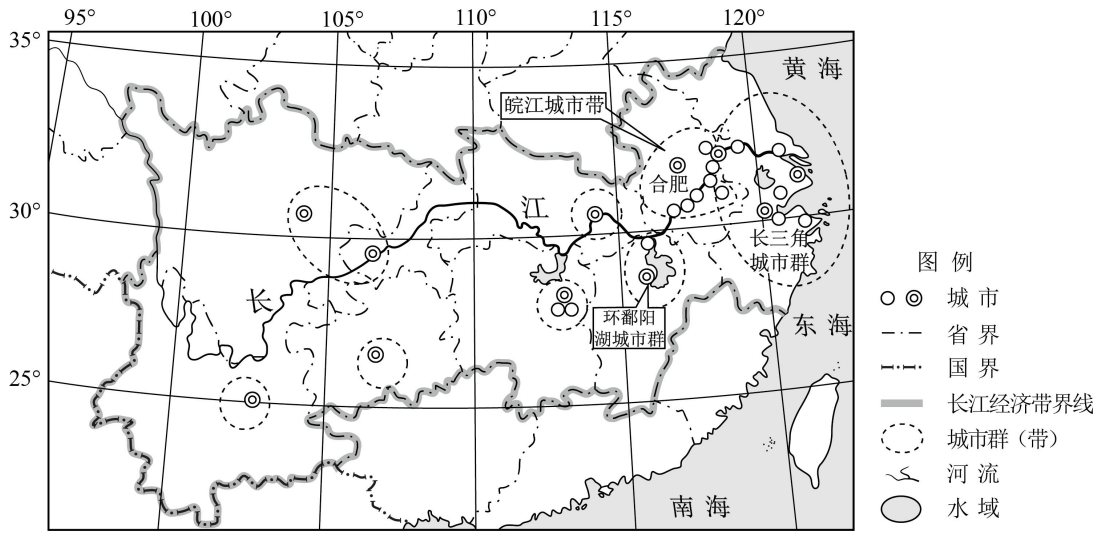 95°
100°
105°
110°
115°
120°
35°
30°
25°
黄海
皖江城市带
合肥
江
长
长三角
城市群
环鄱阳
湖城市群
东海
南海
图例
城市
省界
国界
长江经济带界线
城市群（带）
河流
水域